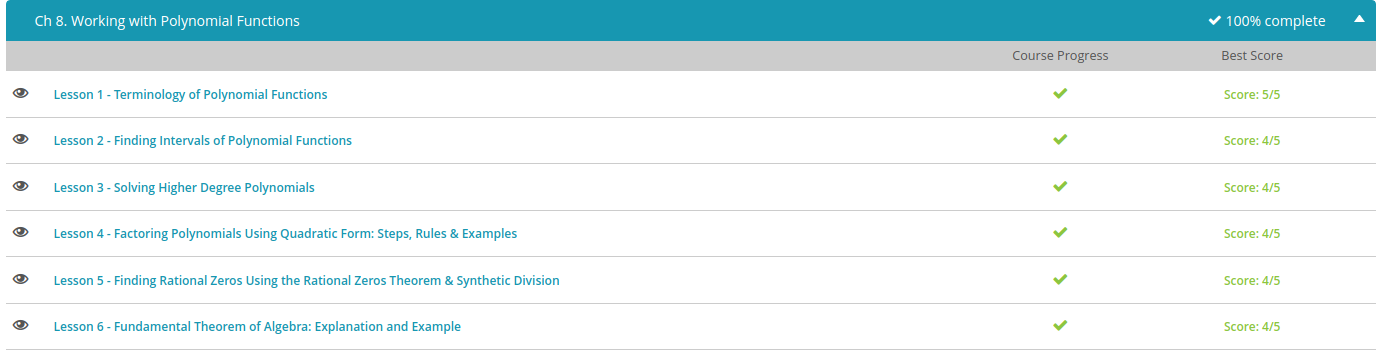 Ch 8. Working with Polynomial Functions 100% complete
Course Progress Best Score
Lesson 1 - Terminology of Polynomial Functions Score: 5/5
Lesson 2 - Finding Intervals of Polynomial Functions Score: 4/5
Lesson 3 - Solving Higher Degree Polynomials Score: 4/5
Lesson 4 - Factoring Polynomials Using Quadratic Form: Steps, Rules & Examples Score: 4/5
Lesson 5 - Finding Rational Zeros Using the Rational Zeros Theorem & Synthetic Division Score: 4/5
Lesson 6 - Fundamental Theorem of Algebra: Explanation and Example Score: 4/5